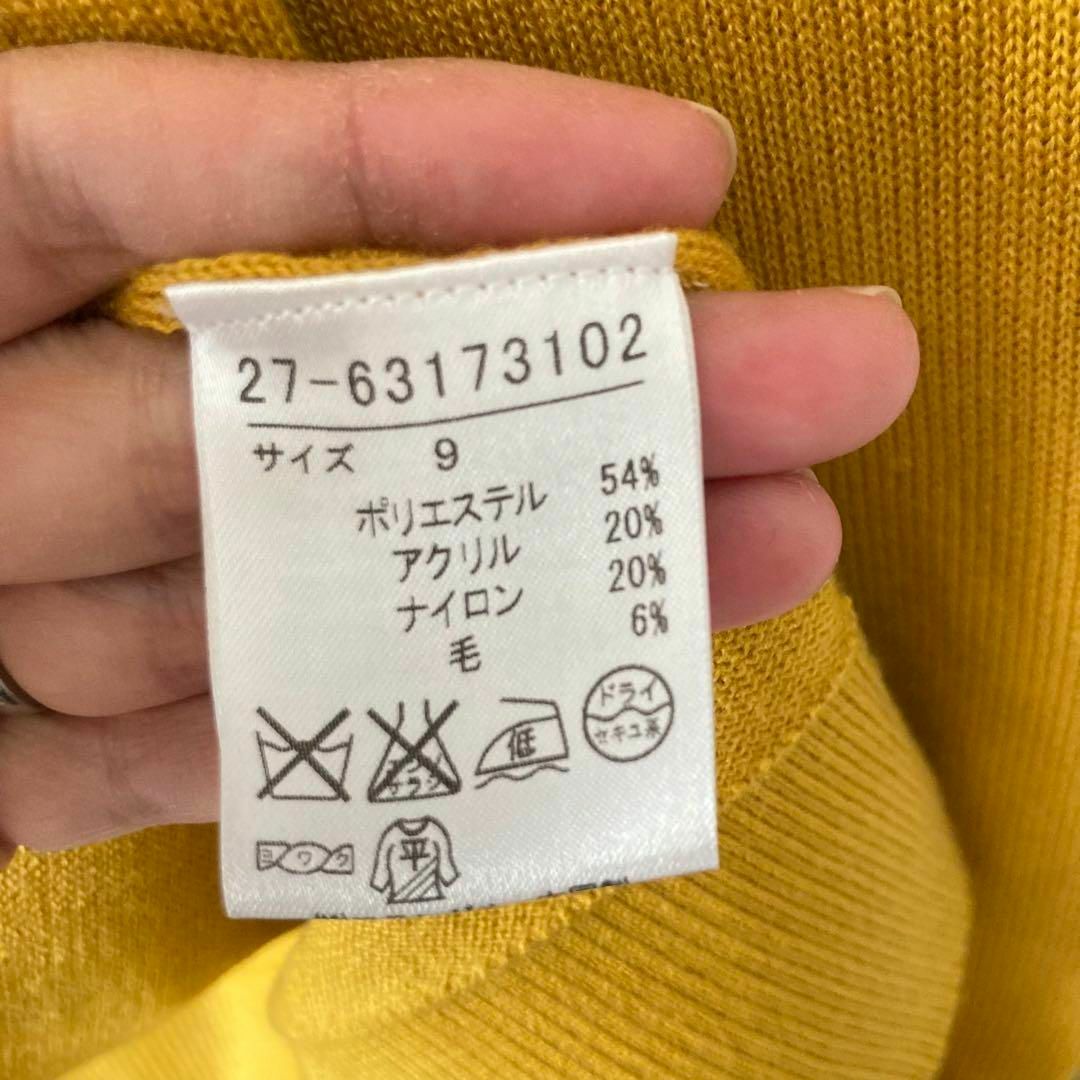 27-63173102
サイズ 9
ポリエステル 54%
アクリル 20%
ナイロン 20%
毛 6%
低
ドライ
セキユ系
ヨワク
平